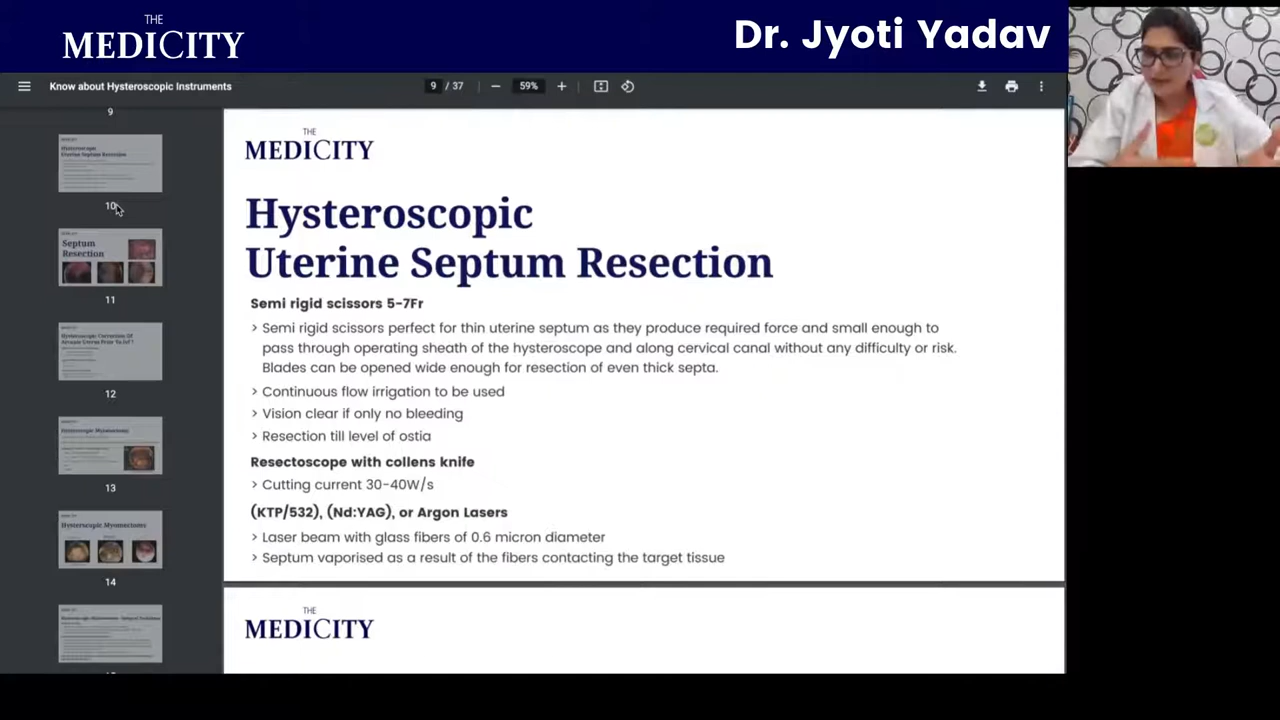 THE
MEDICITY
Dr. Jyoti Yadav
Know about Hysteroscopic Instruments
9 / 37
59%
9
10
Septum
Resection
11
12
13
14
THE
MEDICITY
Hysteroscopic
Uterine Septum Resection
Semi rigid scissors 5-7Fr
> Semi rigid scissors perfect for thin uterine septum as they produce required force and small enough to
pass through operating sheath of the hysteroscope and along cervical canal without any difficulty or risk.
Blades can be opened wide enough for resection of even thick septa.
> Continuous flow irrigation to be used
> Vision clear if only no bleeding
> Resection till level of ostia
Resectoscope with collens knife
> Cutting current 30-40W/s
(KTP/532), (Nd:YAG), or Argon Lasers
> Laser beam with glass fibers of 0.6 micron diameter
> Septum vaporised as a result of the fibers contacting the target tissue
THE
MEDICITY